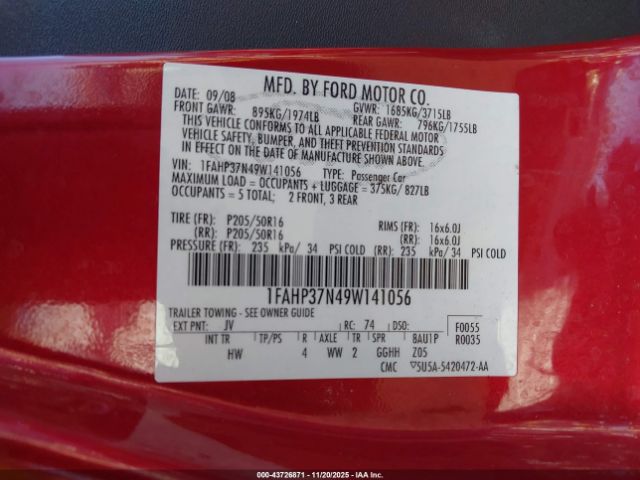 MFD. BY FORD MOTOR CO.
DATE: 09/08 GVWR: 1685KG/3715LB
FRONT GAWR: 895KG/1974LB REAR GAWR: 796KG/1755LB
THIS VEHICLE CONFORMS TO ALL APPLICABLE FEDERAL MOTOR
VEHICLE SAFETY, BUMPER, AND THEFT PREVENTION STANDARDS
IN EFFECT ON THE DATE OF MANUFACTURE SHOWN ABOVE.
VIN: 1FAHP37N49W141056 TYPE: Passenger Car
MAXIMUM LOAD = OCCUPANTS + LUGGAGE = 375KG/ 827LB
OCCUPANTS = 5 TOTAL; 2 FRONT, 3 REAR
TIRE (FR): P205/50R16 RIMS (FR): 16x6.0J
(RR): P205/50R16 (RR): 16x6.0J
PRESSURE (FR): 235 kPa/ 34 PSI COLD (RR): 235 kPa/ 34 PSI COLD
1FAHP37N49W141056
TRAILER TOWING - SEE OWNER GUIDE
EXT PNT: JV RC: 74 DSO: F0055
R0035
INT TR TP/PS R AXLE TR SPR BAU1P
HW 4 WW 2 GGHH Z05
CMC ▽5U5A-5420472-AA
000-43726871 - 11/20/2025 - IAA Inc.